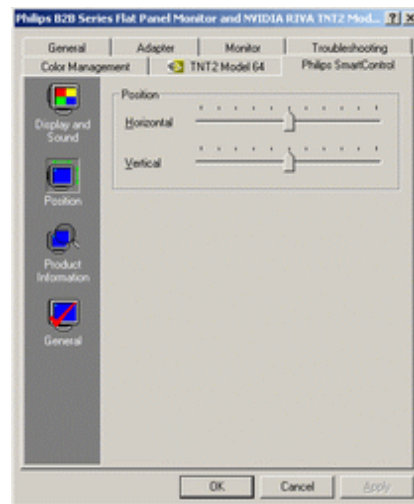 Philips B2B Series Flat Panel Monitor and NVIDIA RIVA TNT2 Mod...
General Adapter Monitor Troubleshooting
Color Management TNT2 Model 64 Philips SmartControl
Display and
Sound
Position
Product
Information
General
Position
Horizontal
Vertical
OK Cancel Apply